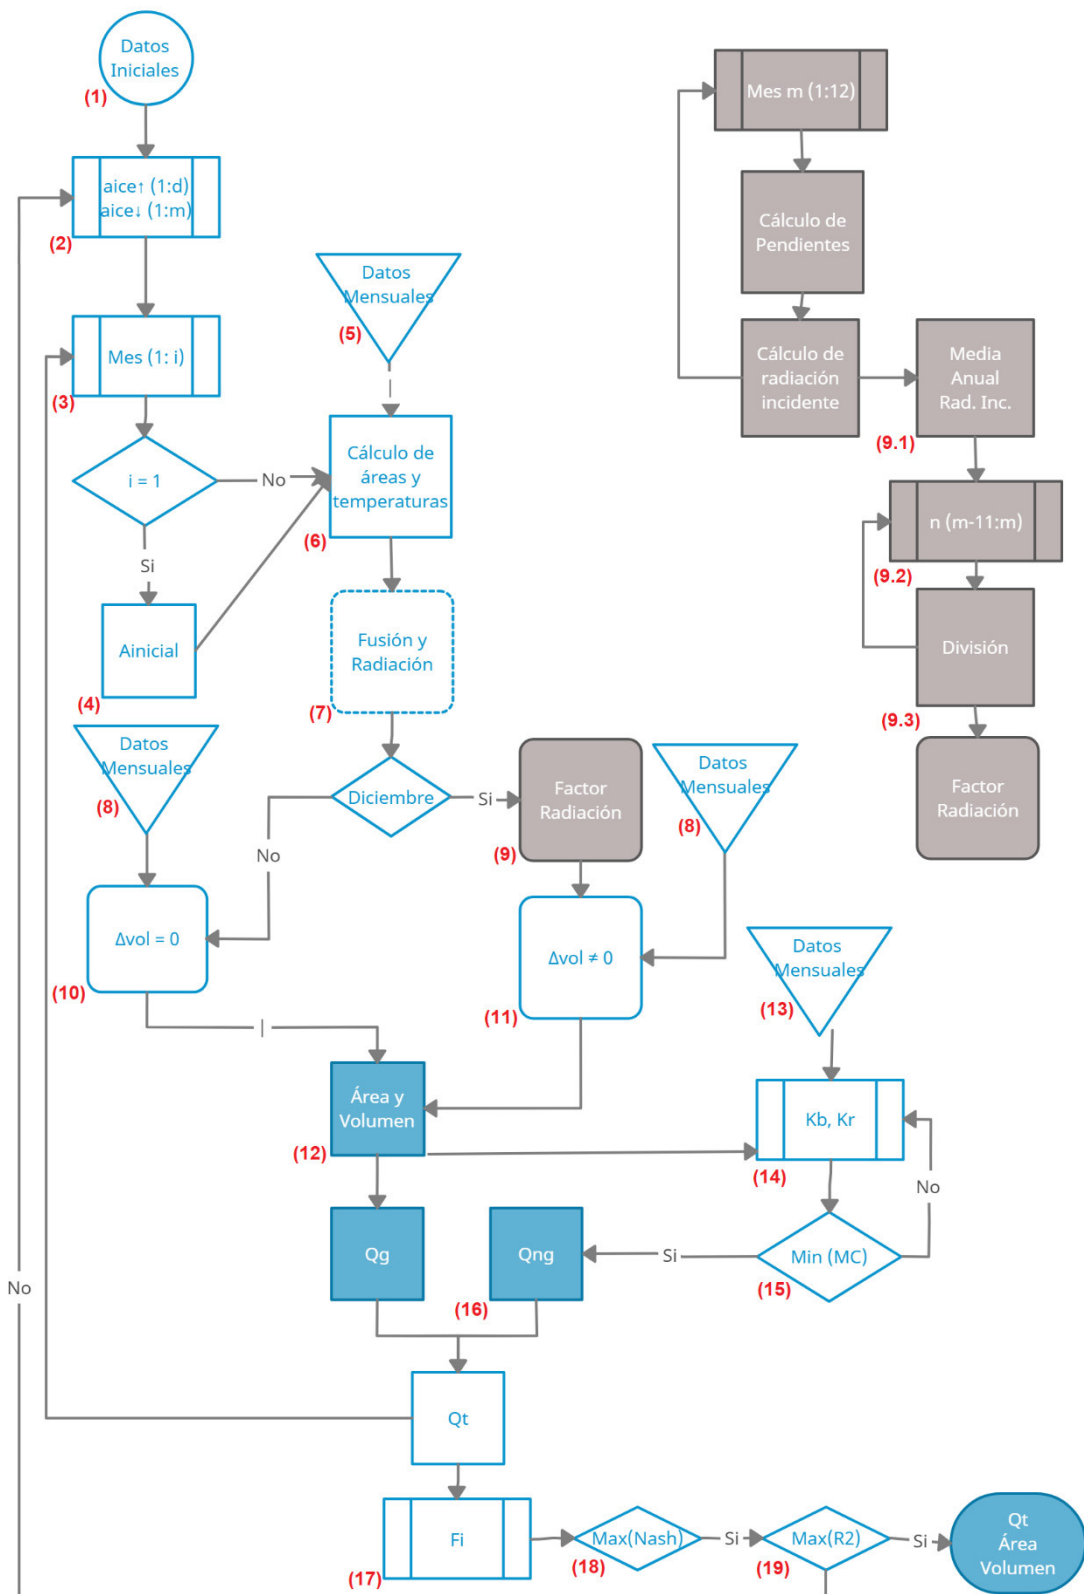 Datos
Iniciales
(1)
aice↑ (1:d)
aice↓ (1:m)
(2)
Mes (1: i)
(3)
i = 1
No
Si
Ainicial
(4)
Datos
Mensuales
(5)
Cálculo de
áreas y
temperaturas
(6)
Fusión y
Radiación
(7)
Datos
Mensuales
(8)
Diciembre
Si
No
Factor
Radiación
(9)
Datos
Mensuales
(8)
Δvol = 0
(10)
Δvol ≠ 0
(11)
Área y
Volumen
(12)
Datos
Mensuales
(13)
Kb, Kr
(14)
No
Min (MC)
(15)
Si
Qg
Qng
(16)
No
Qt
Fi
(17)
Max(Nash)
(18)
Si
Max(R2)
(19)
Si
Qt
Área
Volumen
Mes m (1:12)
Cálculo de
Pendientes
Cálculo de
radiación
incidente
Media
Anual
Rad. Inc.
(9.1)
n (m-11:m)
(9.2)
División
(9.3)
Factor
Radiación